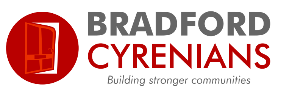 BRADFORD
CYRENIANS
Building stronger communities